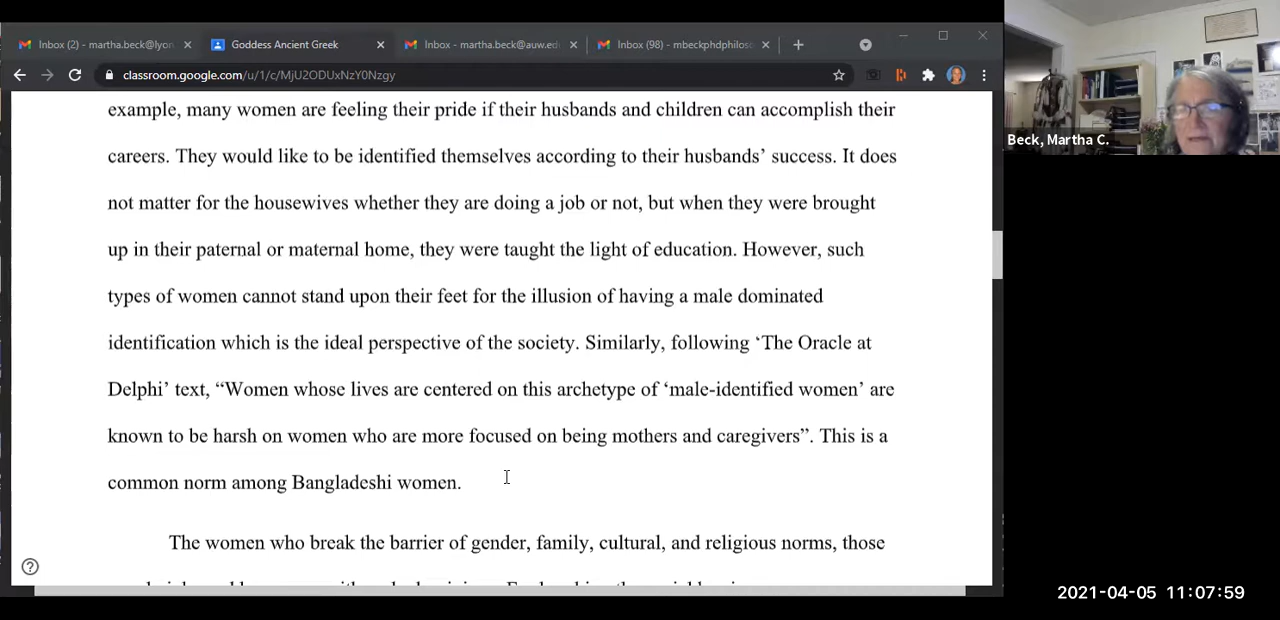 Inbox (2) - martha.beck@lyon
Goddess Ancient Greek
Inbox - martha.beck@auw.ed
Inbox (98) - mbeckphdphilos
classroom.google.com/u/1/c/MjU2ODUxNzY0Nzgy
Beck, Martha C.
example, many women are feeling their pride if their husbands and children can accomplish their
careers. They would like to be identified themselves according to their husbands’ success. It does
not matter for the housewives whether they are doing a job or not, but when they were brought
up in their paternal or maternal home, they were taught the light of education. However, such
types of women cannot stand upon their feet for the illusion of having a male dominated
identification which is the ideal perspective of the society. Similarly, following ‘The Oracle at
Delphi’ text, “Women whose lives are centered on this archetype of ‘male-identified women’ are
known to be harsh on women who are more focused on being mothers and caregivers”. This is a
common norm among Bangladeshi women.
The women who break the barrier of gender, family, cultural, and religious norms, those
2021-04-05 11:07:59